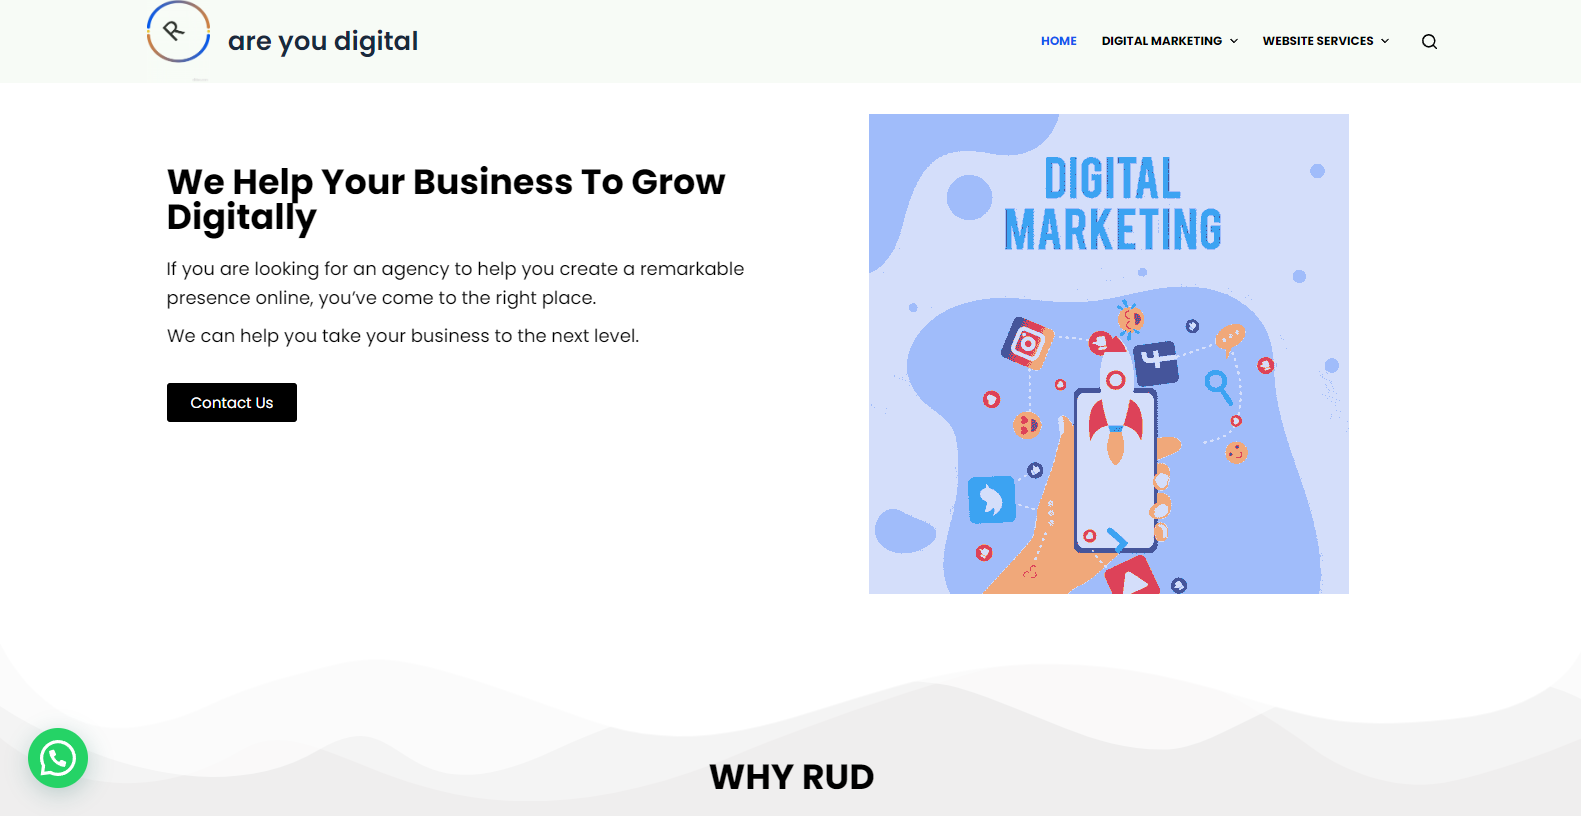 R
are you digital
HOME
DIGITAL MARKETING
WEBSITE SERVICES
We Help Your Business To Grow
Digitally
If you are looking for an agency to help you create a remarkable
presence online, you’ve come to the right place.
We can help you take your business to the next level.
Contact Us
DIGITAL
MARKETING
WHY RUD